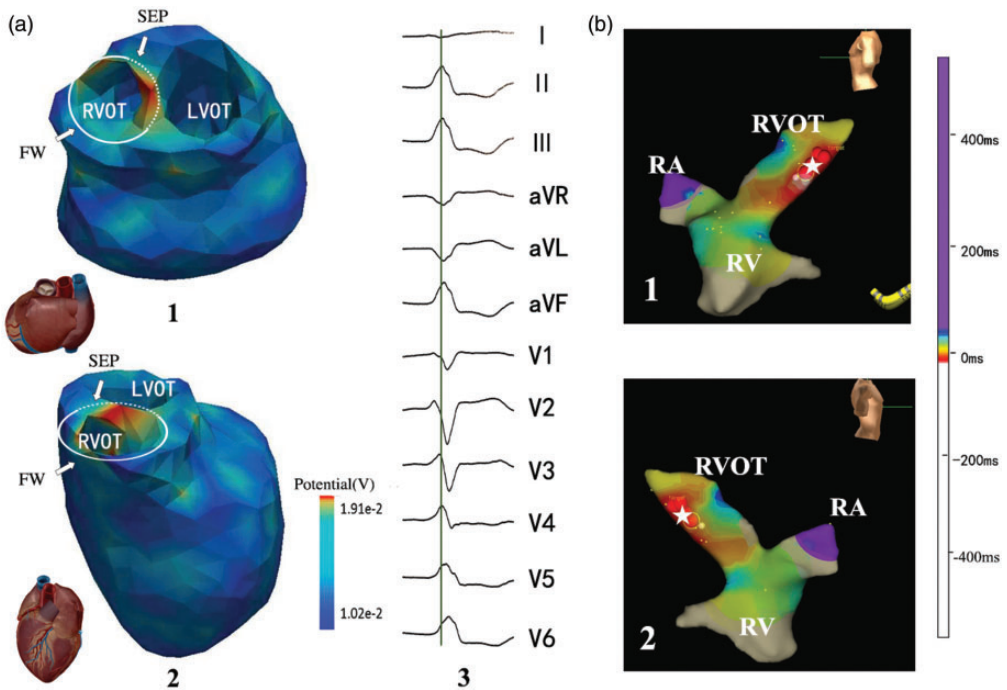 (a)
SEP
RVOT
LVOT
FW
1
SEP
LVOT
RVOT
FW
2
Potential(V)
1.91e-2
1.02e-2
I
II
III
aVR
aVL
aVF
V1
V2
V3
V4
V5
V6
3
(b)
RVOT
RA
RV
1
RVOT
RA
RV
2
400ms
200ms
0ms
-200ms
-400ms